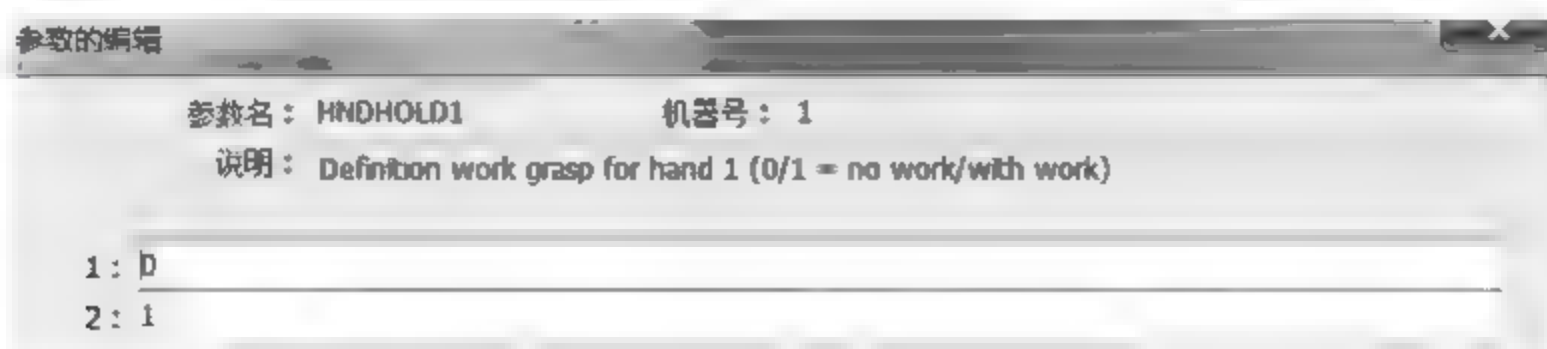 参数的编辑
参数名： HNDHOLD1 机器号： 1
说明： Definition work grasp for hand 1 (0/1 = no work/with work)
1： 0
2： 1